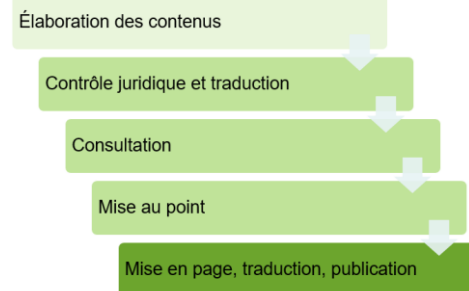 Élaboration des contenus
Contrôle juridique et traduction
Consultation
Mise au point
Mise en page, traduction, publication